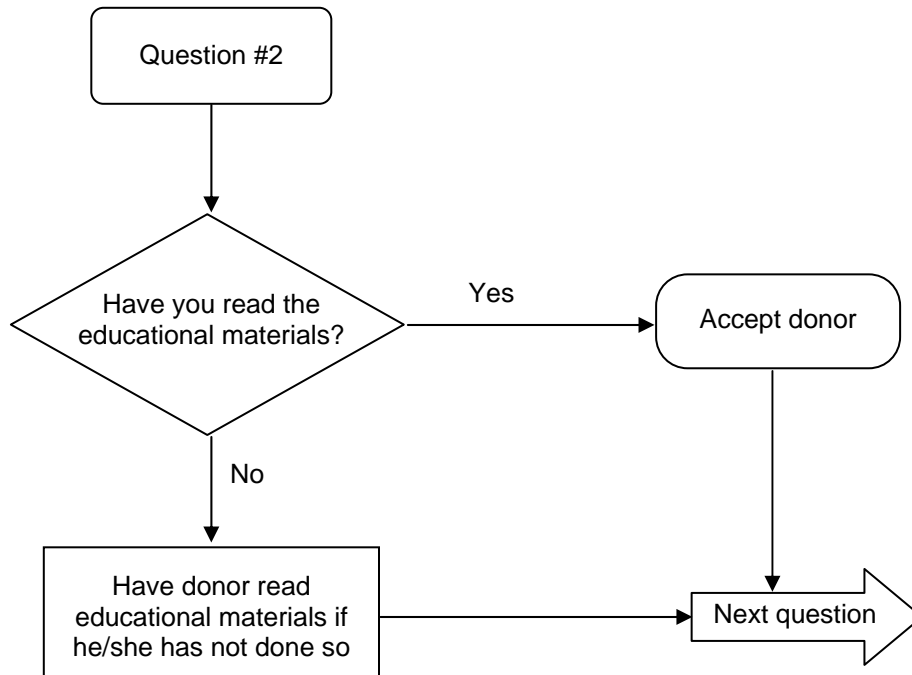 Question #2
Have you read the
educational materials?
Yes
Accept donor
No
Have donor read
educational materials if
he/she has not done so
Next question